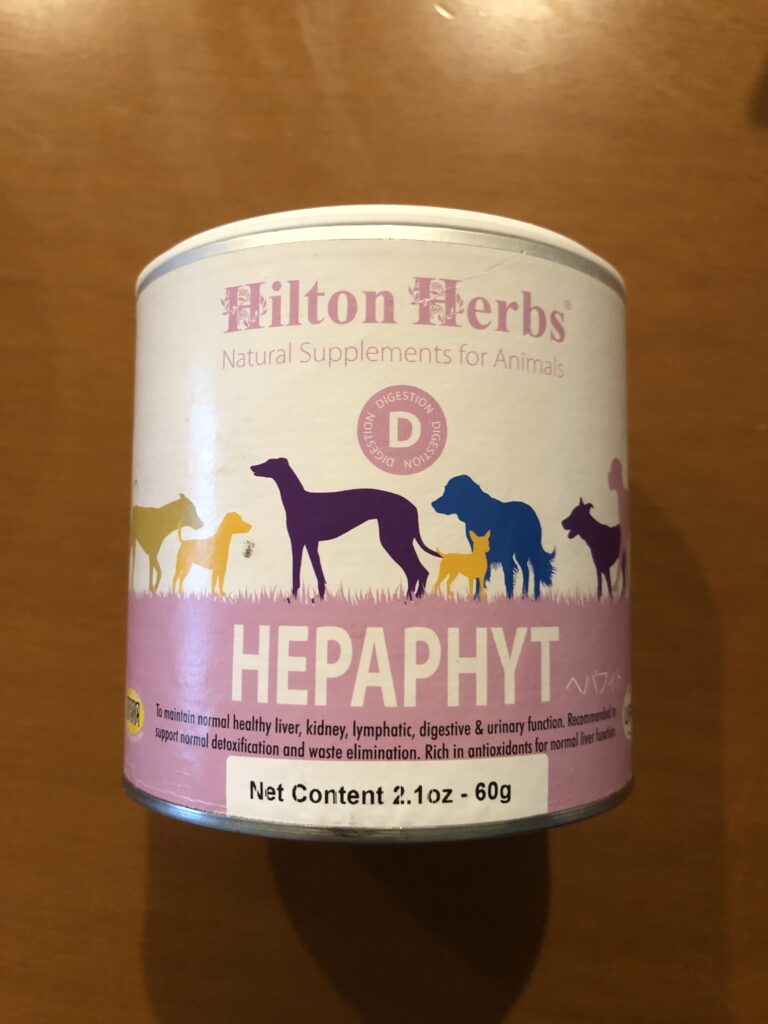 Hilton Herbs®
Natural Supplements for Animals
DIGESTION DIGESTION DIGESTION
D
HEPAPHYT
ヘパファイト
To maintain normal healthy liver, kidney, lymphatic, digestive & urinary function. Recommended to
support normal detoxification and waste elimination. Rich in antioxidants for normal liver function.
Net Content 2.1oz - 60g